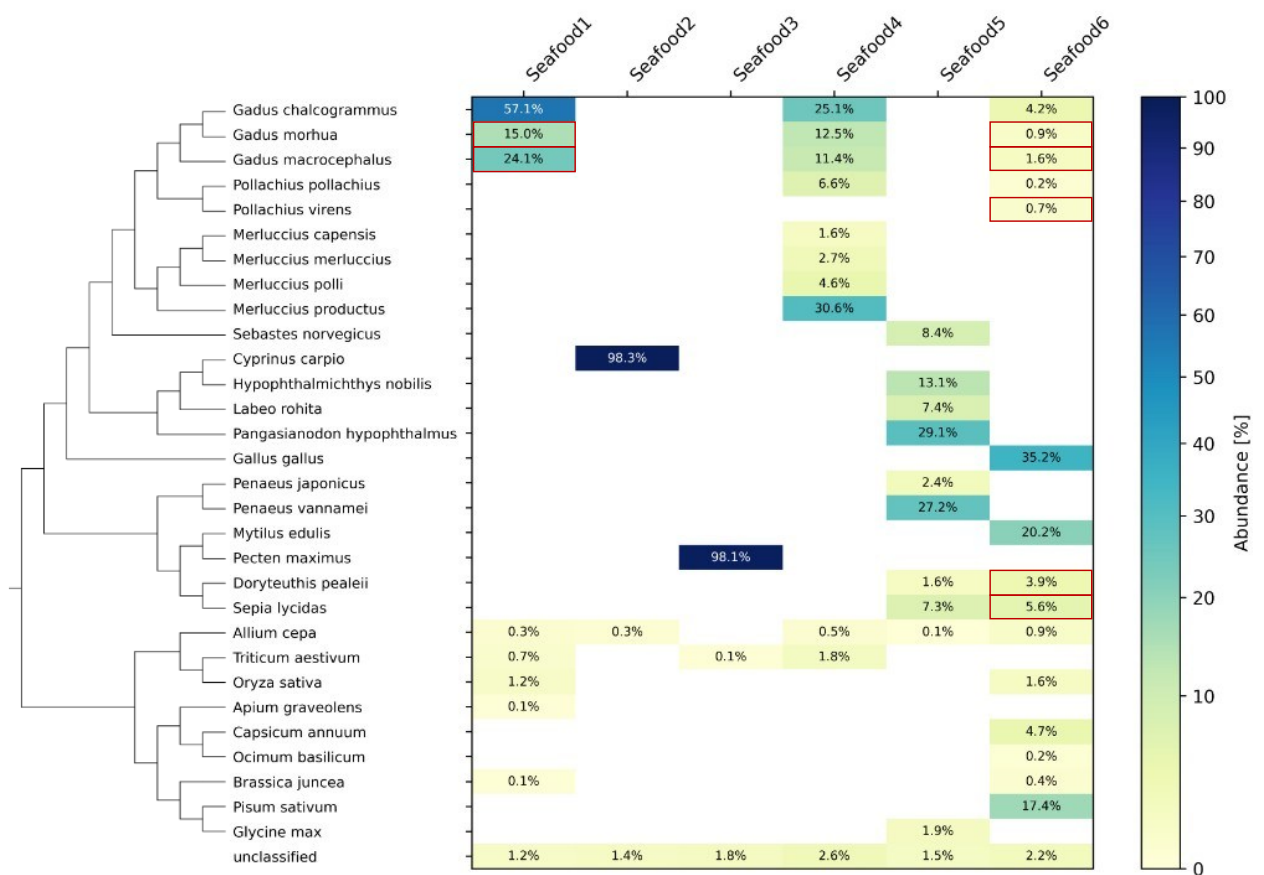 Seafood1 Seafood2 Seafood3 Seafood4 Seafood5 Seafood6
Gadus chalcogrammus 57.1% 25.1% 4.2%
Gadus morhua 15.0% 12.5% 0.9%
Gadus macrocephalus 24.1% 11.4% 1.6%
Pollachius pollachius 6.6% 0.2%
Pollachius virens 0.7%
Merluccius capensis 1.6%
Merluccius merluccius 2.7%
Merluccius polli 4.6%
Merluccius productus 30.6%
Sebastes norvegicus 8.4%
Cyprinus carpio 98.3%
Hypophthalmichthys nobilis 13.1%
Labeo rohita 7.4%
Pangasianodon hypophthalmus 29.1%
Gallus gallus 35.2%
Penaeus japonicus 2.4%
Penaeus vannamei 27.2%
Mytilus edulis 20.2%
Pecten maximus 98.1%
Doryteuthis pealeii 1.6% 3.9%
Sepia lycidas 7.3% 5.6%
Allium cepa 0.3% 0.3% 0.5% 0.1% 0.9%
Triticum aestivum 0.7% 0.1% 1.8%
Oryza sativa 1.2% 1.6%
Apium graveolens 0.1%
Capsicum annuum 4.7%
Ocimum basilicum 0.2%
Brassica juncea 0.1% 0.4%
Pisum sativum 17.4%
Glycine max 1.9%
unclassified 1.2% 1.4% 1.8% 2.6% 1.5% 2.2%
100
90
80
70
60
50
40
30
20
10
0
Abundance [%]